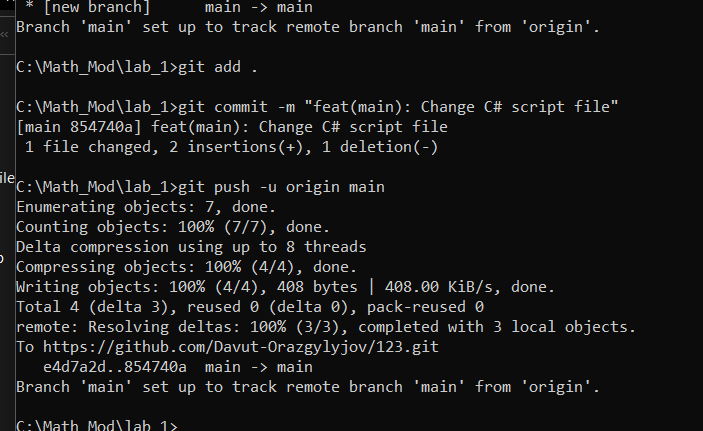 * [new branch]      main -> main
Branch 'main' set up to track remote branch 'main' from 'origin'.
C:\Math_Mod\lab_1>git add .
C:\Math_Mod\lab_1>git commit -m "feat(main): Change C# script file"
[main 854740a] feat(main): Change C# script file
1 file changed, 2 insertions(+), 1 deletion(-)
C:\Math_Mod\lab_1>git push -u origin main
Enumerating objects: 7, done.
Counting objects: 100% (7/7), done.
Delta compression using up to 8 threads
Compressing objects: 100% (4/4), done.
Writing objects: 100% (4/4), 408 bytes | 408.00 KiB/s, done.
Total 4 (delta 3), reused 0 (delta 0), pack-reused 0
remote: Resolving deltas: 100% (3/3), completed with 3 local objects.
To https://github.com/Davut-Orazgylyjov/123.git
e4d7a2d..854740a  main -> main
Branch 'main' set up to track remote branch 'main' from 'origin'.
C:\Math_Mod\lab_1>